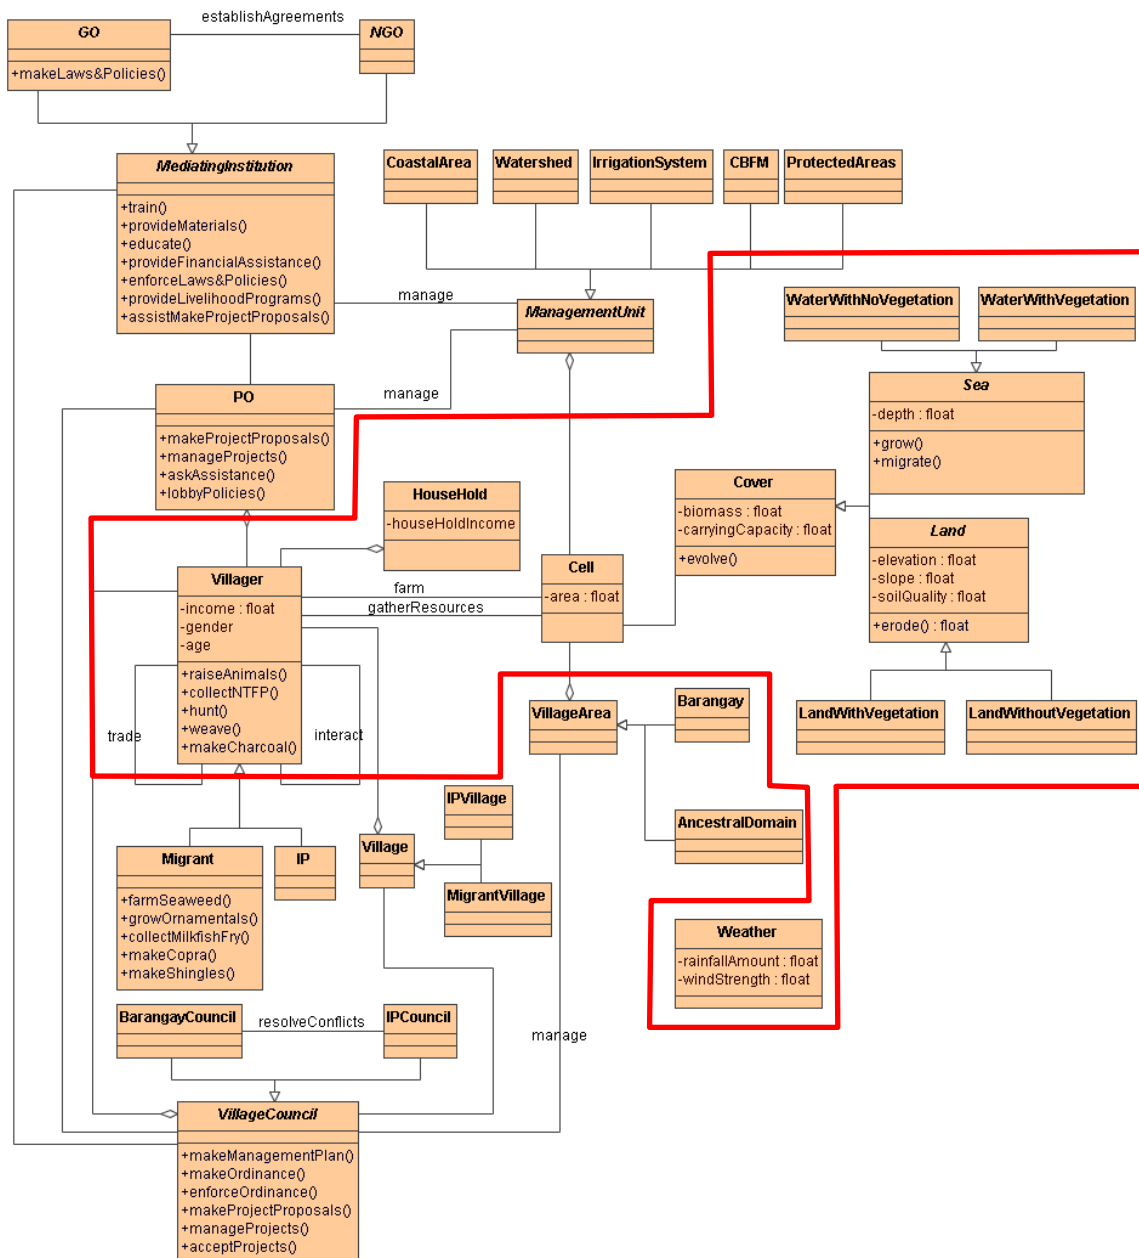 establishAgreements
GO
+makeLaws&Policies()
NGO
MediatingInstitution
+train()
+provideMaterials()
+educate()
+provideFinancialAssistance()
+enforceLaws&Policies()
+provideLivelihoodPrograms()
+assistMakeProjectProposals()
CoastalArea
Watershed
IrrigationSystem
CBFM
ProtectedAreas
manage
ManagementUnit
WaterWithNoVegetation
WaterWithVegetation
manage
PO
+makeProjectProposals()
+manageProjects()
+askAssistance()
+lobbyPolicies()
Sea
-depth : float
+grow()
+migrate()
HouseHold
-houseHoldIncome
Cover
-biomass : float
-carryingCapacity : float
+evolve()
Land
-elevation : float
-slope : float
-soilQuality
+erode() : float
Villager
-income : float
-gender
-age
+raiseAnimals()
+collectNTFP()
+hunt()
+weave()
+makeCharcoal()
farm
gatherResources
Cell
-area : float
trade
interact
VillageArea
Barangay
LandWithVegetation
LandWithoutVegetation
IPVillage
AncestralDomain
Village
MigrantVillage
Migrant
+farmSeaweed()
+growOrnamentals()
+collectMilkfishFry()
+makeCopra()
+makeShingles()
IP
Weather
-rainfallAmount : float
-windStrength : float
BarangayCouncil
resolveConflicts
IPCouncil
manage
VillageCouncil
+makeManagementPlan()
+makeOrdinance()
+enforceOrdinance()
+makeProjectProposals()
+manageProjects()
+acceptProjects()